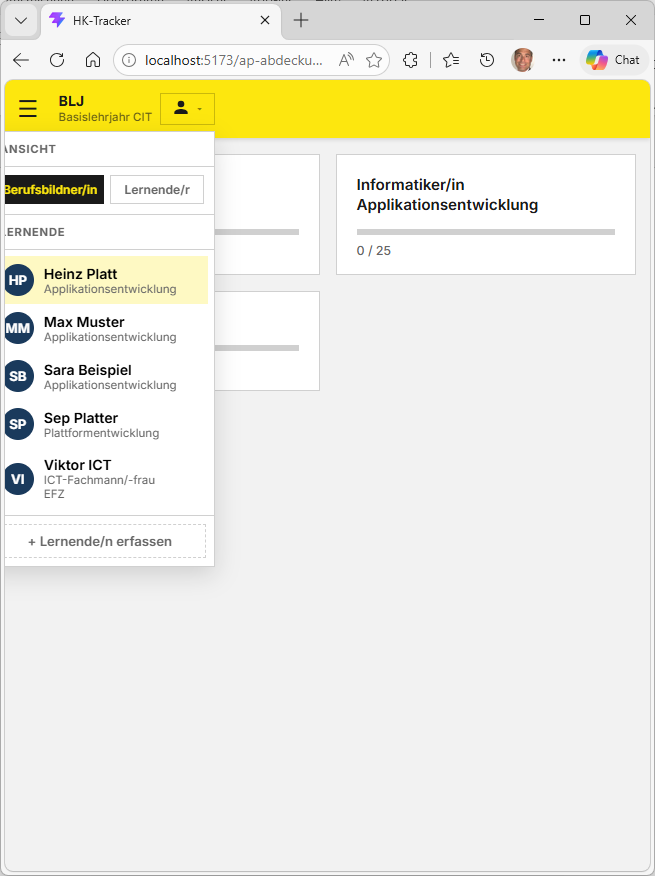 HK-Tracker
localhost:5173/ap-abdecku...
Chat
BLJ
Basislehrjahr CIT
ANSICHT
Berufsbildner/in
Lernende/r
LERNENDE
HP
Heinz Platt
Applikationsentwicklung
MM
Max Muster
Applikationsentwicklung
SB
Sara Beispiel
Applikationsentwicklung
SP
Sep Platter
Plattformentwicklung
VI
Viktor ICT
ICT-Fachmann/-frau
EFZ
+ Lernende/n erfassen
Informatiker/in
Applikationsentwicklung
0 / 25